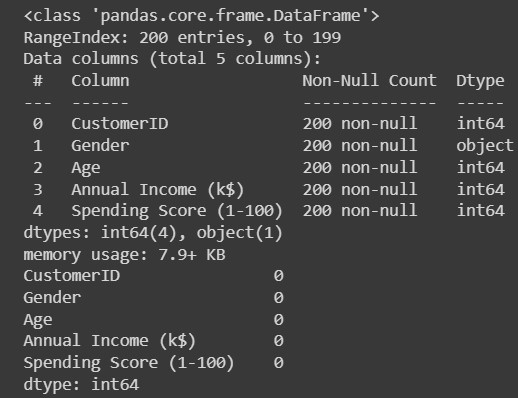 <class 'pandas.core.frame.DataFrame'>
RangeIndex: 200 entries, 0 to 199
Data columns (total 5 columns):
 #   Column                  Non-Null Count  Dtype
---  ------                  --------------  -----
 0   CustomerID              200 non-null    int64
 1   Gender                  200 non-null    object
 2   Age                     200 non-null    int64
 3   Annual Income (k$)      200 non-null    int64
 4   Spending Score (1-100)  200 non-null    int64
dtypes: int64(4), object(1)
memory usage: 7.9+ KB
CustomerID                0
Gender                    0
Age                       0
Annual Income (k$)        0
Spending Score (1-100)    0
dtype: int64